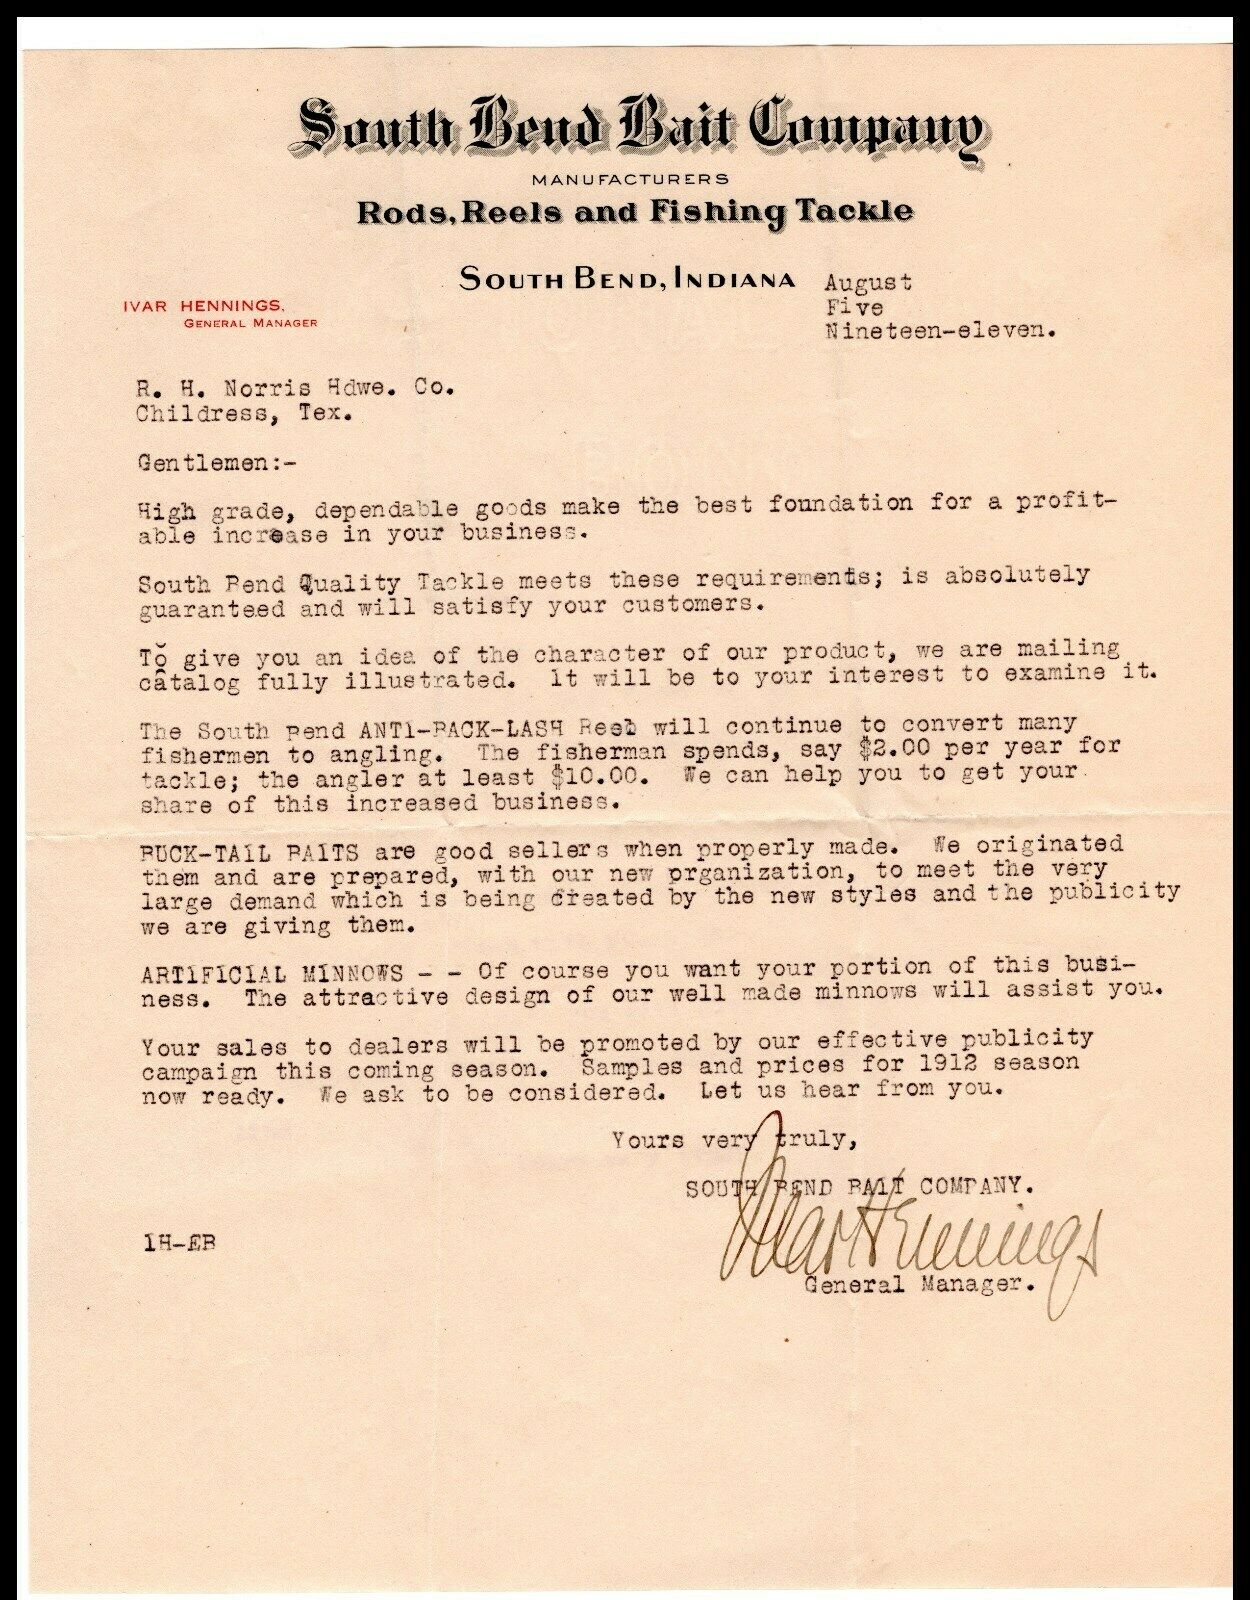 South Bend Bait Company
MANUFACTURERS
Rods, Reels and Fishing Tackle
SOUTH BEND, INDIANA
August
Five
Nineteen-eleven.
IVAR HENNINGS,
GENERAL MANAGER
R. H. Norris Hdwe. Co.
Childress, Tex.
Gentlemen:-
High grade, dependable goods make the best foundation for a profit-
able increase in your business.
South Bend Quality Tackle meets these requirements; is absolutely
guaranteed and will satisfy your customers.
To give you an idea of the character of our product, we are mailing
catalog fully illustrated. It will be to your interest to examine it.
The South Bend ANTI-BACK-LASH Reel will continue to convert many
fishermen to angling. The fisherman spends, say $2.00 per year for
tackle; the angler at least $10.00. We can help you to get your
share of this increased business.
BUCK-TAIL BAITS are good sellers when properly made. We originated
them and are prepared, with our new prganization, to meet the very
large demand which is being created by the new styles and the publicity
we are giving them.
ARTIFICIAL MINNOWS - - Of course you want your portion of this busi-
ness. The attractive design of our well made minnows will assist you.
Your sales to dealers will be promoted by our effective publicity
campaign this coming season. Samples and prices for 1912 season
now ready. We ask to be considered. Let us hear from you.
Yours very truly,
SOUTH BEND BAIT COMPANY.
Ivar Hennings
General Manager.
IH-EB